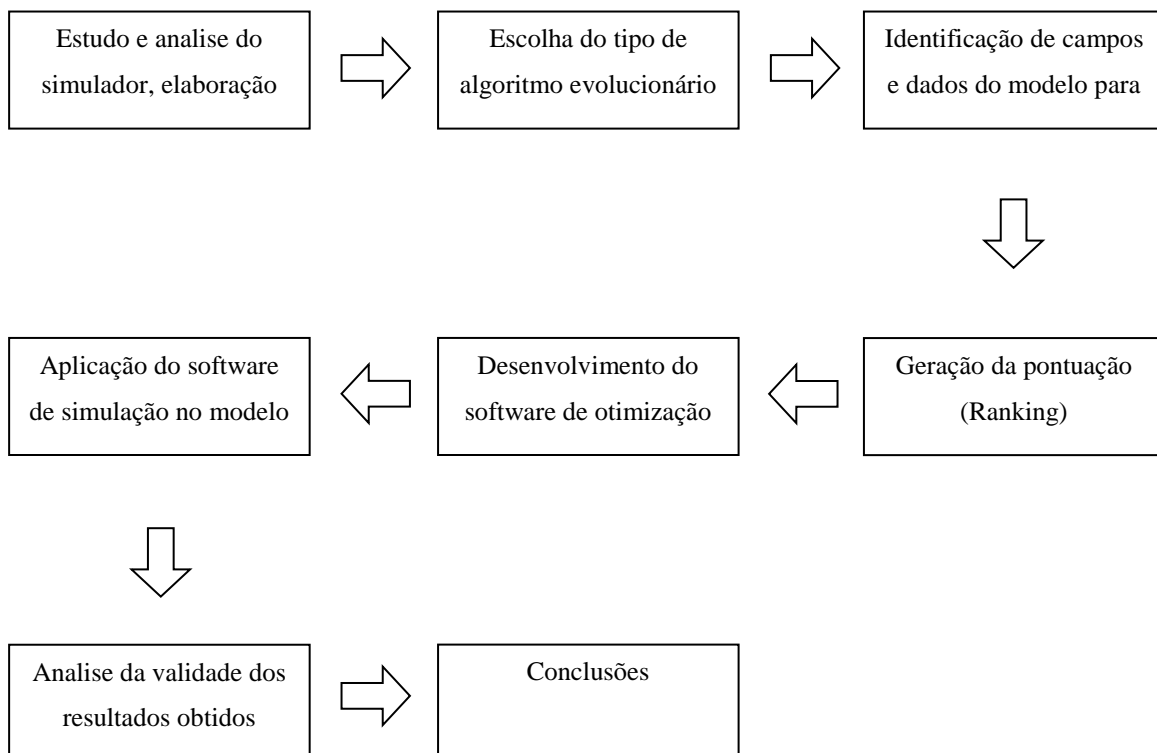 Estudo e analise do
simulador, elaboração
Escolha do tipo de
algoritmo evolucionário
Identificação de campos
e dados do modelo para
Geração da pontuação
(Ranking)
Desenvolvimento do
software de otimização
Aplicação do software
de simulação no modelo
Analise da validade dos
resultados obtidos
Conclusões